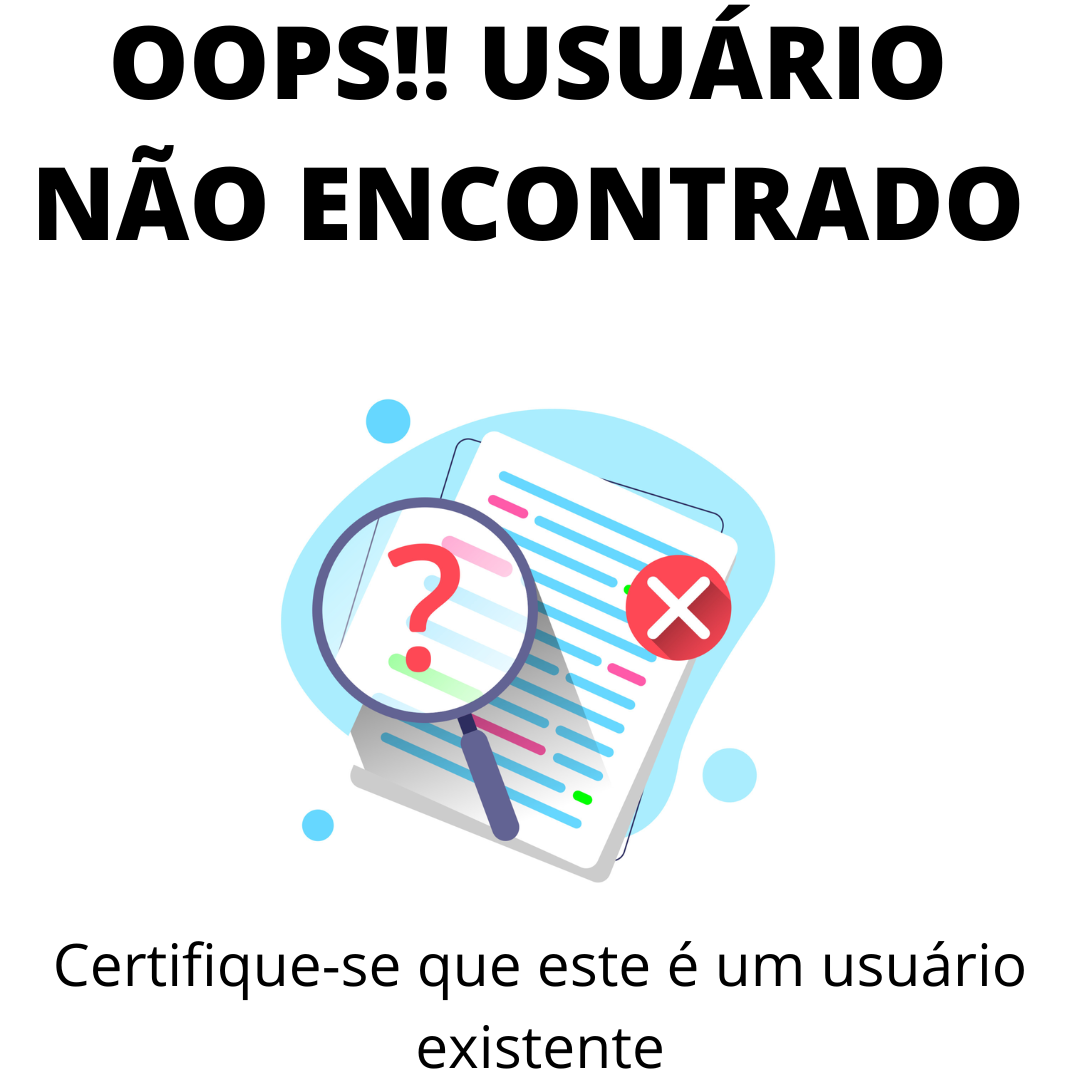 OOPS!! USUÁRIO
NÃO ENCONTRADO
?
Certifique-se que este é um usuário
existente